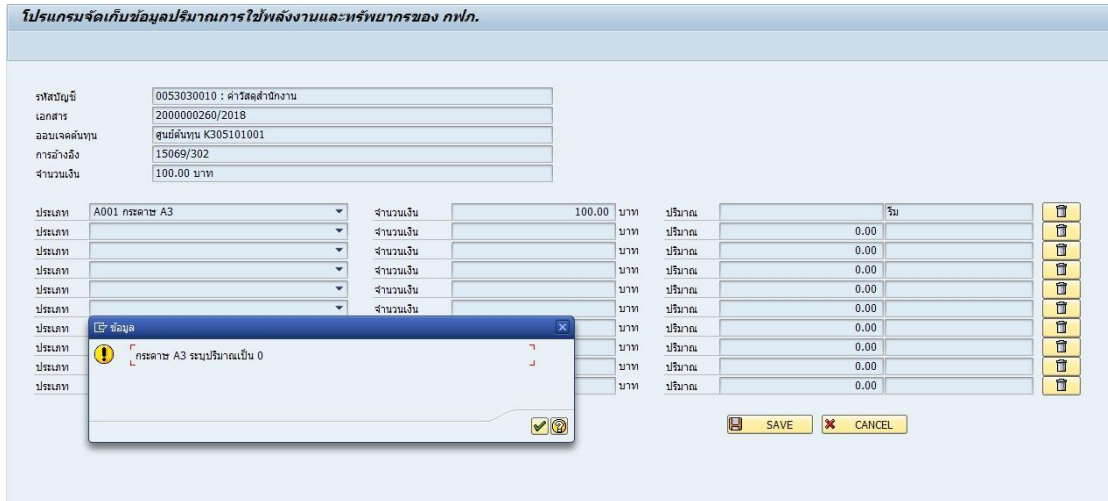 โปรแกรมจัดเก็บข้อมูลปริมาณการใช้พลังงานและทรัพยากรของ กฟภ.
รหัสบัญชี 0053030010 : ค่าวัสดุสำนักงาน
เอกสาร 2000000260/2018
ออบเจคต้นทุน ศูนย์ต้นทุน K305101001
การอ้างอิง 15069/302
จำนวนเงิน 100.00 บาท
ประเภท A001 กระดาษ A3 จำนวนเงิน 100.00 บาท ปริมาณ รีม
ประเภท จำนวนเงิน บาท ปริมาณ 0.00
ประเภท จำนวนเงิน บาท ปริมาณ 0.00
ประเภท จำนวนเงิน บาท ปริมาณ 0.00
ประเภท จำนวนเงิน บาท ปริมาณ 0.00
ประเภท จำนวนเงิน บาท ปริมาณ 0.00
ประเภท ข้อมูล บาท ปริมาณ 0.00
ประเภท กระดาษ A3 ระบุปริมาณเป็น 0 บาท ปริมาณ 0.00
ประเภท บาท ปริมาณ 0.00
ประเภท บาท ปริมาณ 0.00
SAVE CANCEL